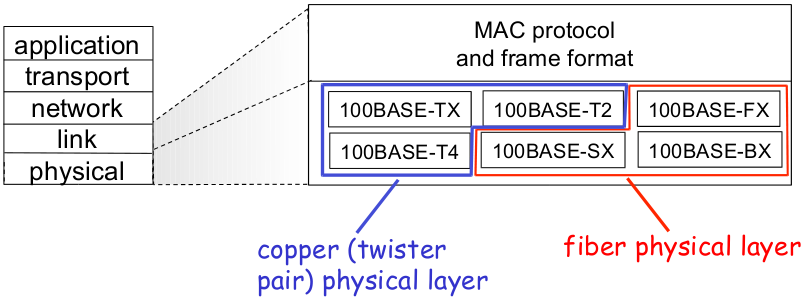 application
transport
network
link
physical
MAC protocol
and frame format
100BASE-TX
100BASE-T2
100BASE-FX
100BASE-T4
100BASE-SX
100BASE-BX
copper (twister
pair) physical layer
fiber physical layer